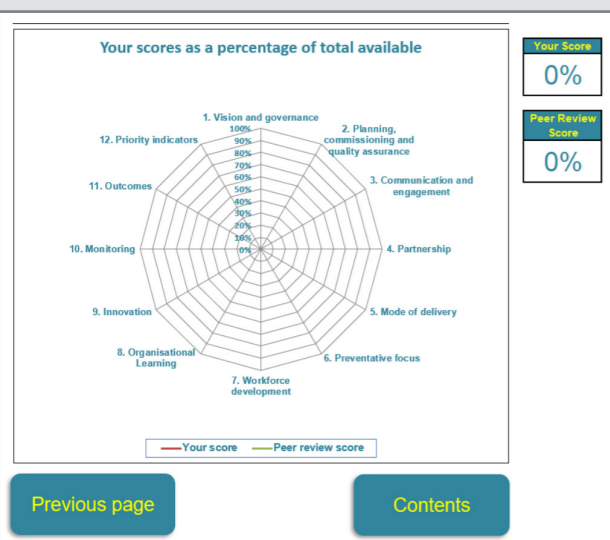 Your scores as a percentage of total available
Your Score
0%
Peer Review
Score
0%
1. Vision and governance
2. Planning,
commissioning and
quality assurance
3. Communication and
engagement
4. Partnership
5. Mode of delivery
6. Preventative focus
7. Workforce
development
8. Organisational
Learning
9. Innovation
10. Monitoring
11. Outcomes
12. Priority indicators
100%
90%
80%
70%
60%
50%
40%
30%
20%
10%
0%
Your score
Peer review score
Previous page
Contents